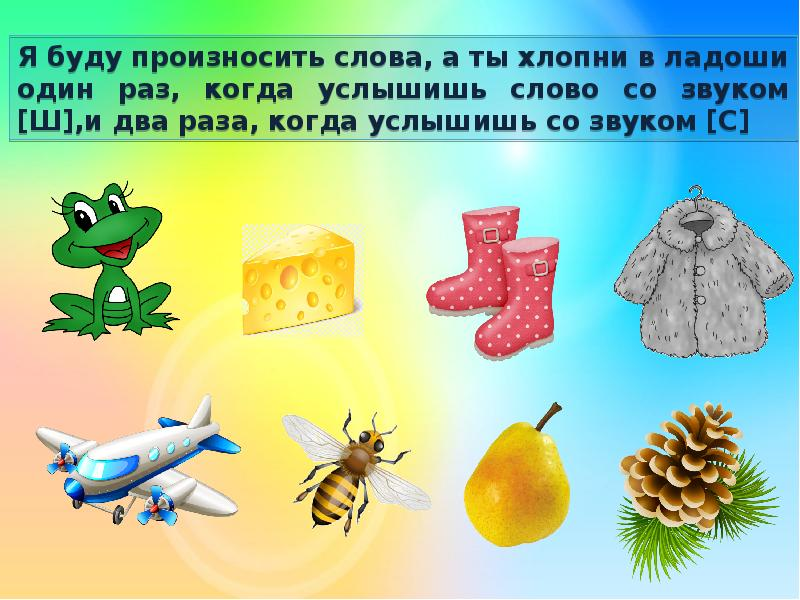 Я буду произносить слова, а ты хлопни в ладоши
один раз, когда услышишь слово со звуком
[Ш],и два раза, когда услышишь со звуком [С]